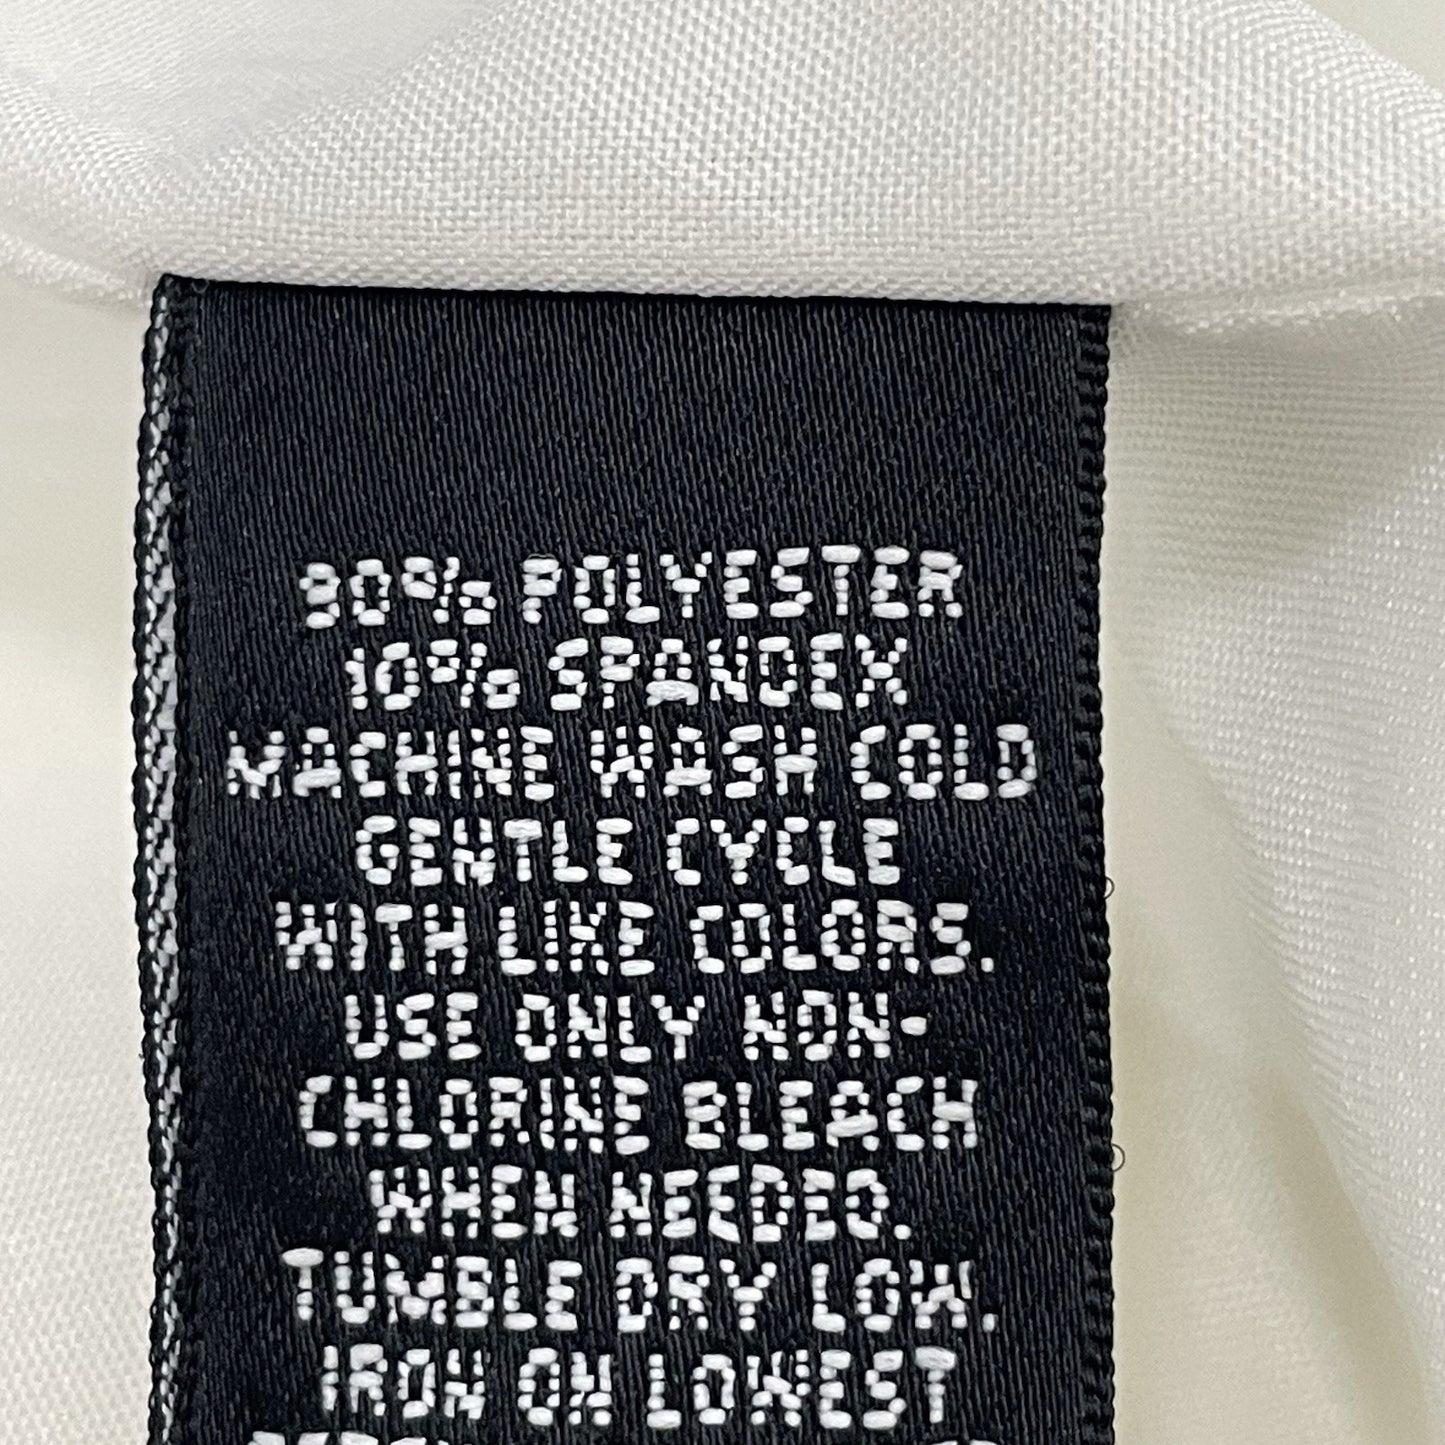 90% POLYESTER
10% SPANDEX
MACHINE WASH COLD
GENTLE CYCLE
WITH LIKE COLORS.
USE ONLY NON-
CHLORINE BLEACH
WHEN NEEDED.
TUMBLE DRY LOW.
IRON ON LOWEST